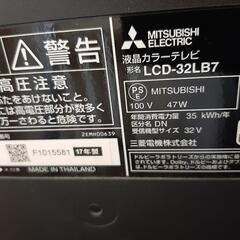 警告
高圧注意
にあけないで
には高電圧部分が数多く
万一さわると危険です。
2EMH00639
F1015581 17年製
MADE IN THAILAND
MITSUBISHI
ELECTRIC
液晶カラーテレビ
形名 LCD-32LB7
PS
E
MITSUBISHI
100 V 47W
年間消費電力量 35 kWh/年
区分名 DN
受信機型サイズ 32V
三菱電機株式会社